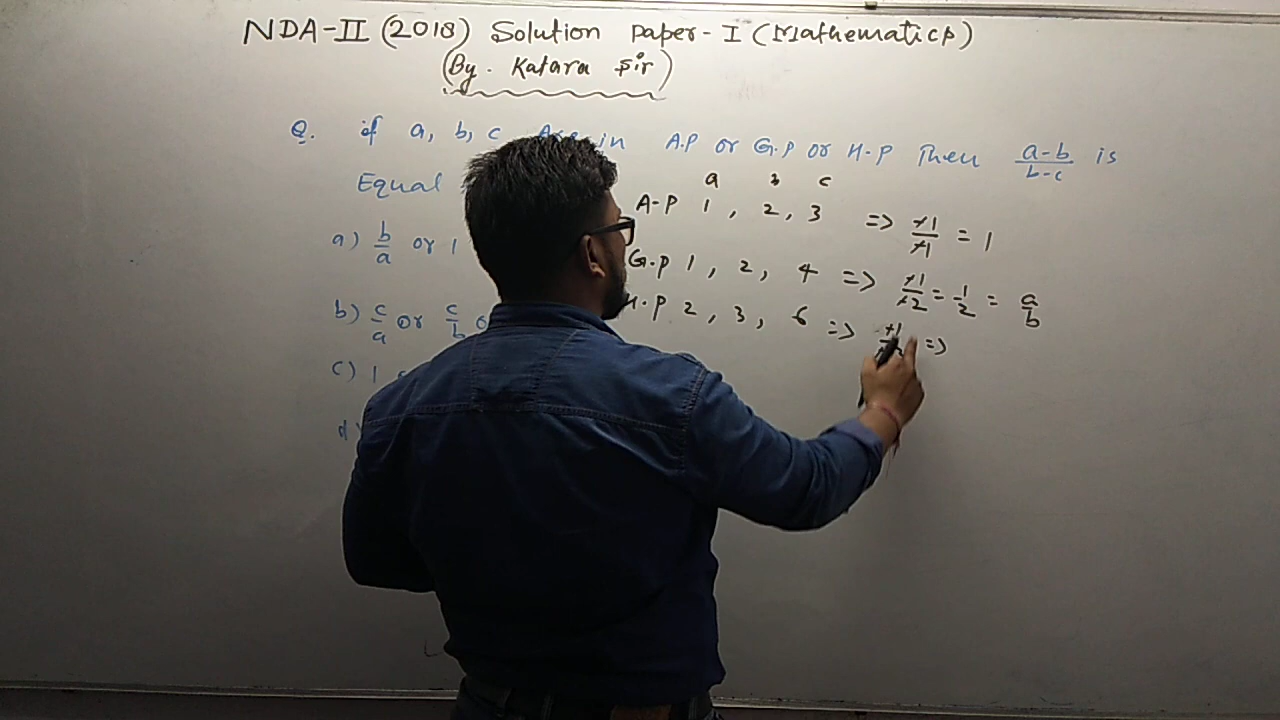 NDA-II (2018) Solution Paper-I (Mathematics)
(By. Katara Sir)
Q. if a, b, c Are in A.P or G.P or H.P Then a-b/b-c is
Equal
a b c
A-P 1, 2, 3 => -1/-1 = 1
a) b/a or 1
G.P 1, 2, 4 => -1/-2 = 1/2 = a/b
b) c/a or c/b
H.P 2, 3, 6 => -1/ =>
c) 1
d)